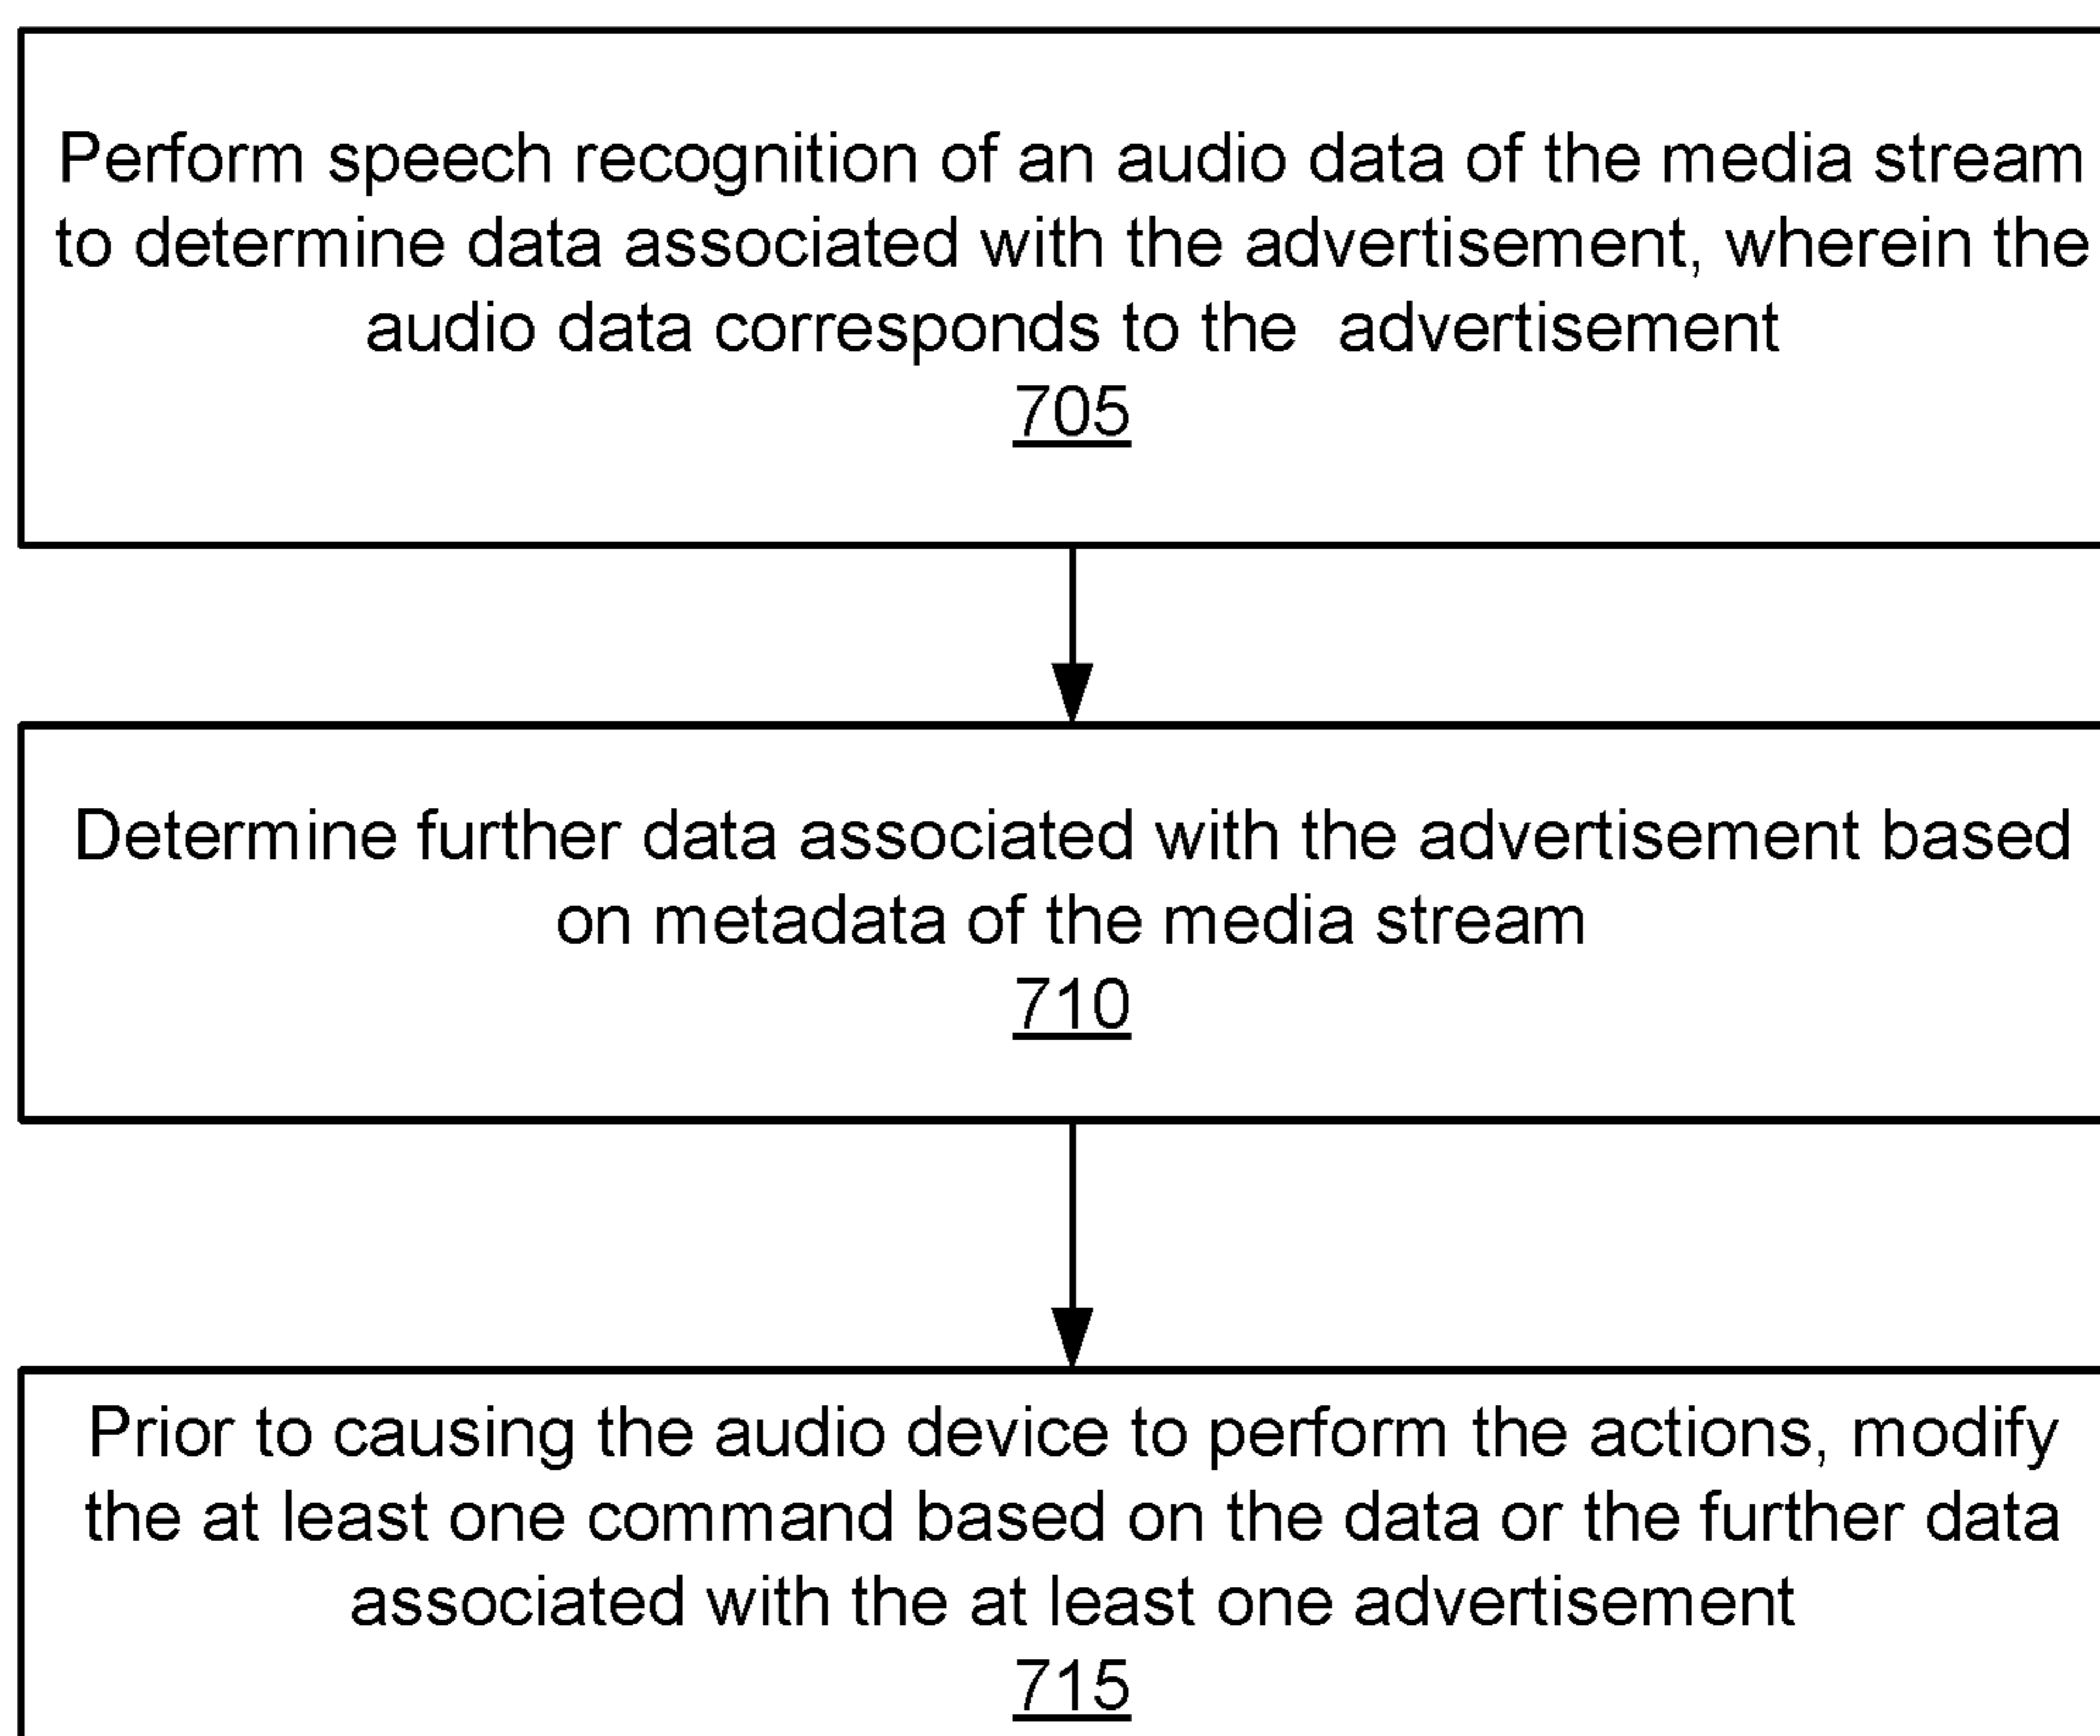 Perform speech recognition of an audio data of the media stream
to determine data associated with the advertisement, wherein the
audio data corresponds to the advertisement
705
Determine further data associated with the advertisement based
on metadata of the media stream
710
Prior to causing the audio device to perform the actions, modify
the at least one command based on the data or the further data
associated with the at least one advertisement
715